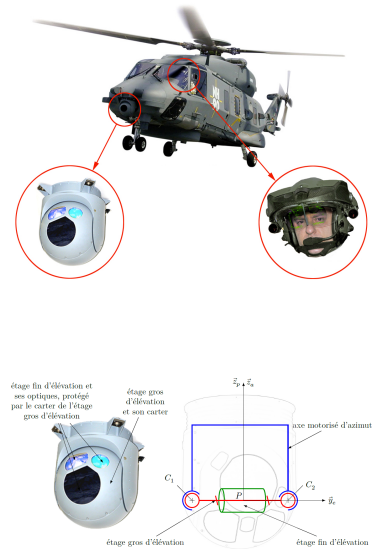 étage fin d'élévation et
ses optiques, protégé
par le carter de l'étage
gros d'élévation
étage gros
d'élévation
et son carter
z⃗ₚ
z⃗ₐ
axe motorisé d'azimut
C₁
C₂
P
y⃗ₑ
étage gros d'élévation
étage fin d'élévation